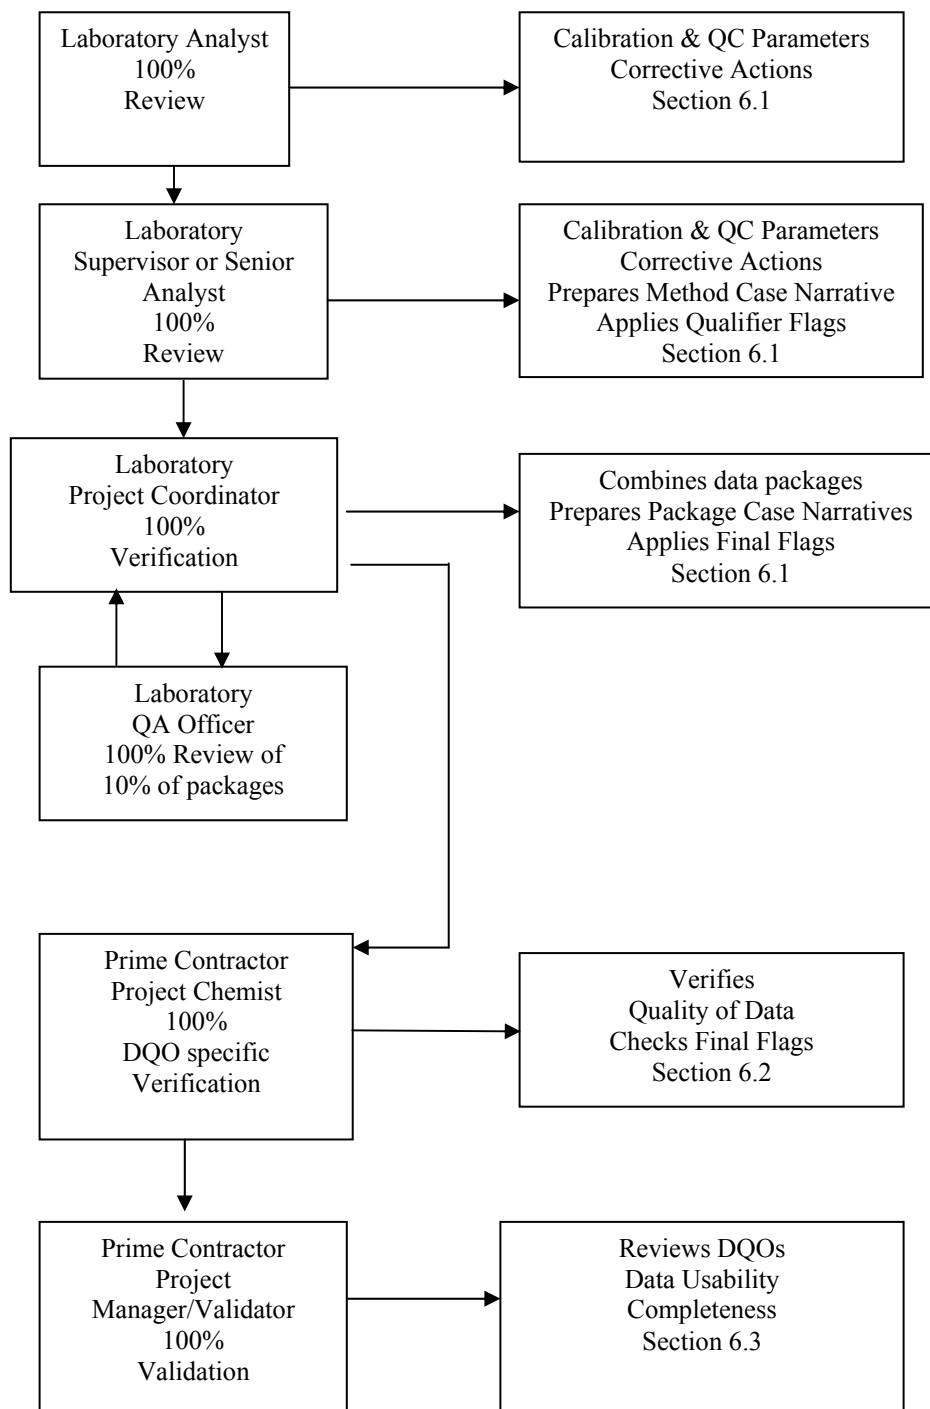 Laboratory Analyst
100%
Review
Calibration & QC Parameters
Corrective Actions
Section 6.1
Laboratory
Supervisor or Senior
Analyst
100%
Review
Calibration & QC Parameters
Corrective Actions
Prepares Method Case Narrative
Applies Qualifier Flags
Section 6.1
Laboratory
Project Coordinator
100%
Verification
Combines data packages
Prepares Package Case Narratives
Applies Final Flags
Section 6.1
Laboratory
QA Officer
100% Review of
10% of packages
Prime Contractor
Project Chemist
100%
DQO specific
Verification
Verifies
Quality of Data
Checks Final Flags
Section 6.2
Prime Contractor
Project
Manager/Validator
100%
Validation
Reviews DQOs
Data Usability
Completeness
Section 6.3